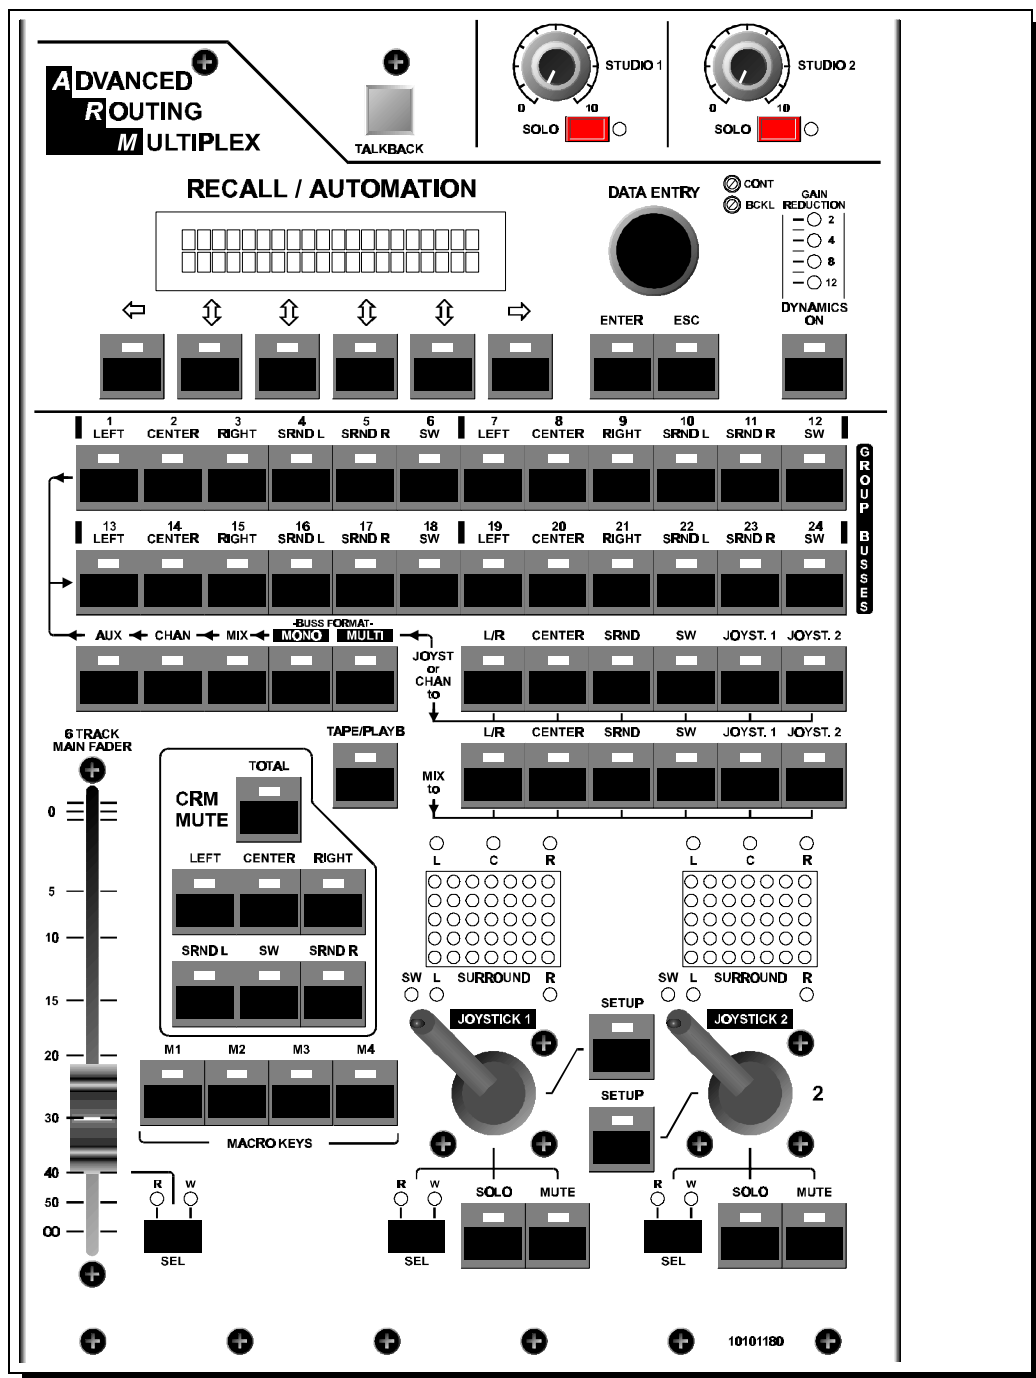 ADVANCED
ROUTING
MULTIPLEX
TALKBACK
STUDIO 1
0 10
SOLO
STUDIO 2
0 10
SOLO
RECALL / AUTOMATION
DATA ENTRY
CONT
BCKL
GAIN
REDUCTION
2
4
8
12
DYNAMICS
ON
ENTER ESC
1 2 3 4 5 6 7 8 9 10 11 12
LEFT CENTER RIGHT SRND L SRND R SW LEFT CENTER RIGHT SRND L SRND R SW
GROUP BUSSES
13 14 15 16 17 18 19 20 21 22 23 24
LEFT CENTER RIGHT SRND L SRND R SW LEFT CENTER RIGHT SRND L SRND R SW
-BUSS FORMAT-
AUX CHAN MIX MONO MULTI
JOYST
or
CHAN
to
L/R CENTER SRND SW JOYST. 1 JOYST. 2
6 TRACK
MAIN FADER
TAPE/PLAYB
L/R CENTER SRND SW JOYST. 1 JOYST. 2
MIX
to
CRM
MUTE
TOTAL
LEFT CENTER RIGHT
SRND L SW SRND R
0
5
10
15
20
30
40
50
OO
L C R
SW L SURROUND R
JOYSTICK 1
L C R
SW L SURROUND R
JOYSTICK 2
SETUP
SETUP
2
M1 M2 M3 M4
MACRO KEYS
R W
SEL
R W
SEL
SOLO MUTE
R W
SEL
SOLO MUTE
10101180